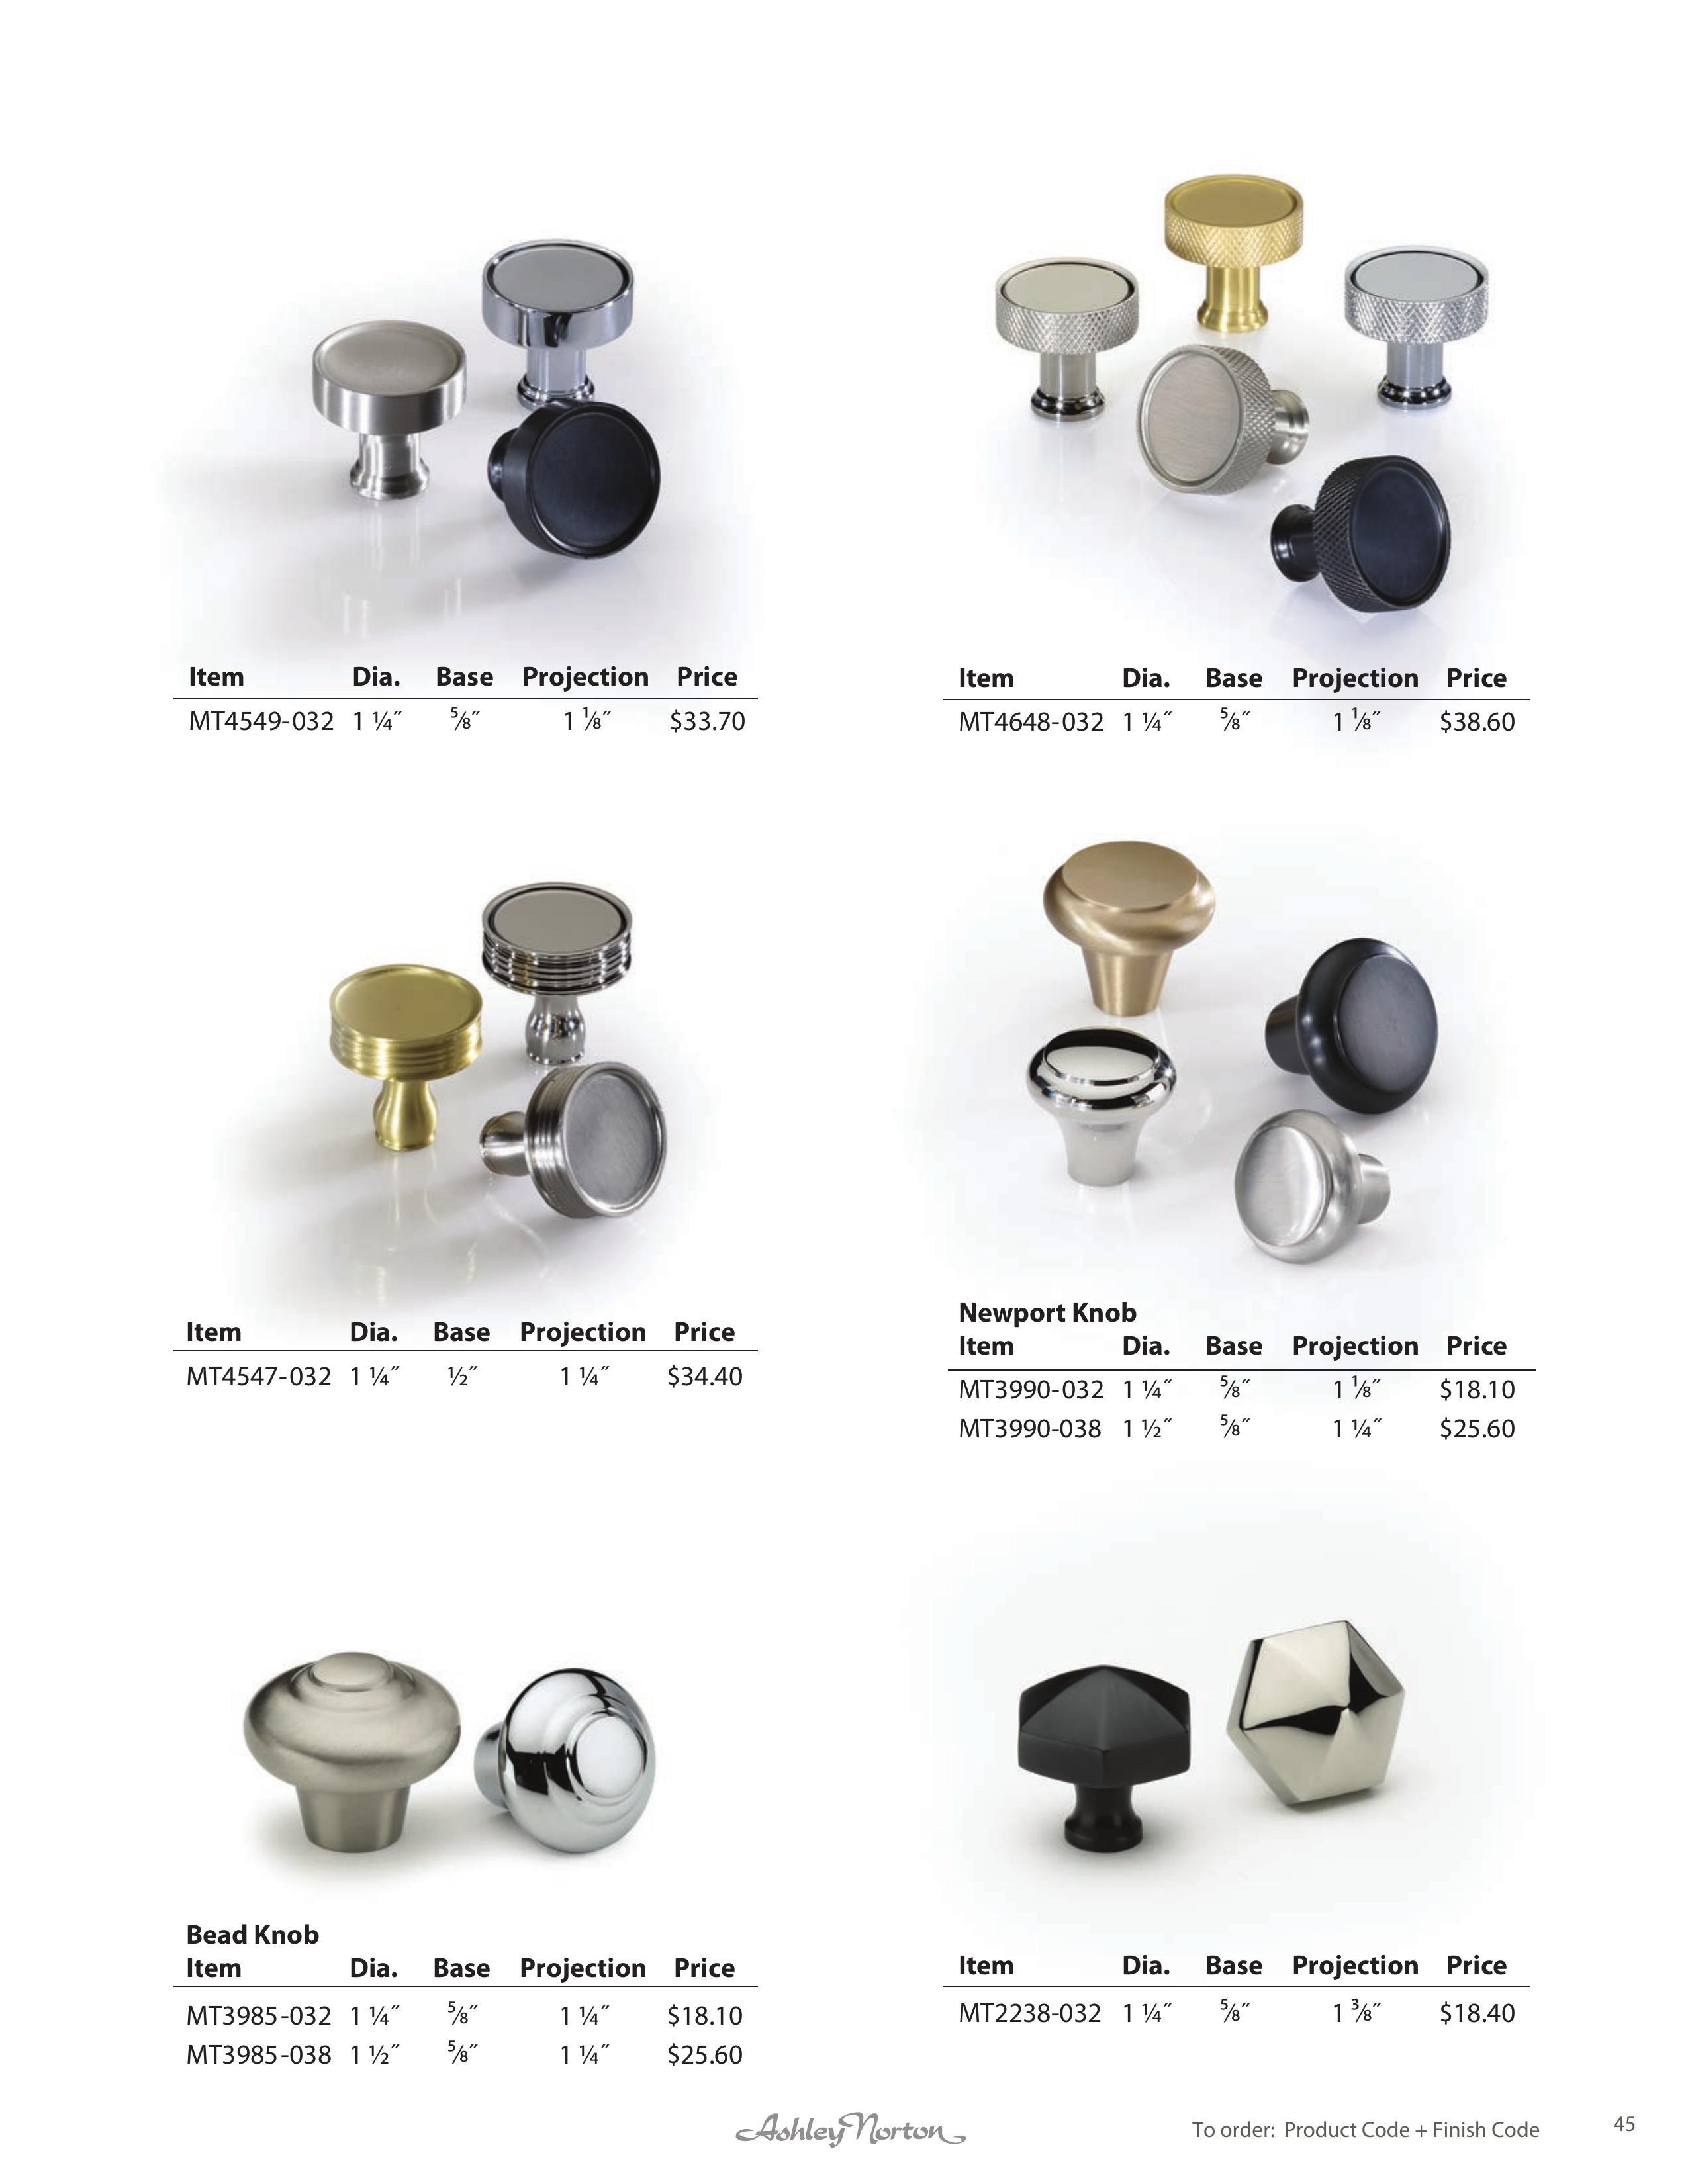 Item Dia. Base Projection Price
MT4549-032 1 ¼˝ ⅝˝ 1 ⅛˝ $33.70
Item Dia. Base Projection Price
MT4648-032 1 ¼˝ ⅝˝ 1 ⅛˝ $38.60
Item Dia. Base Projection Price
MT4547-032 1 ¼˝ ½˝ 1 ¼˝ $34.40
Newport Knob
Item Dia. Base Projection Price
MT3990-032 1 ¼˝ ⅝˝ 1 ⅛˝ $18.10
MT3990-038 1 ½˝ ⅝˝ 1 ¼˝ $25.60
Bead Knob
Item Dia. Base Projection Price
MT3985-032 1 ¼˝ ⅝˝ 1 ¼˝ $18.10
MT3985-038 1 ½˝ ⅝˝ 1 ¼˝ $25.60
Item Dia. Base Projection Price
MT2238-032 1 ¼˝ ⅝˝ 1 ⅜˝ $18.40
Ashley Norton
To order: Product Code + Finish Code
45